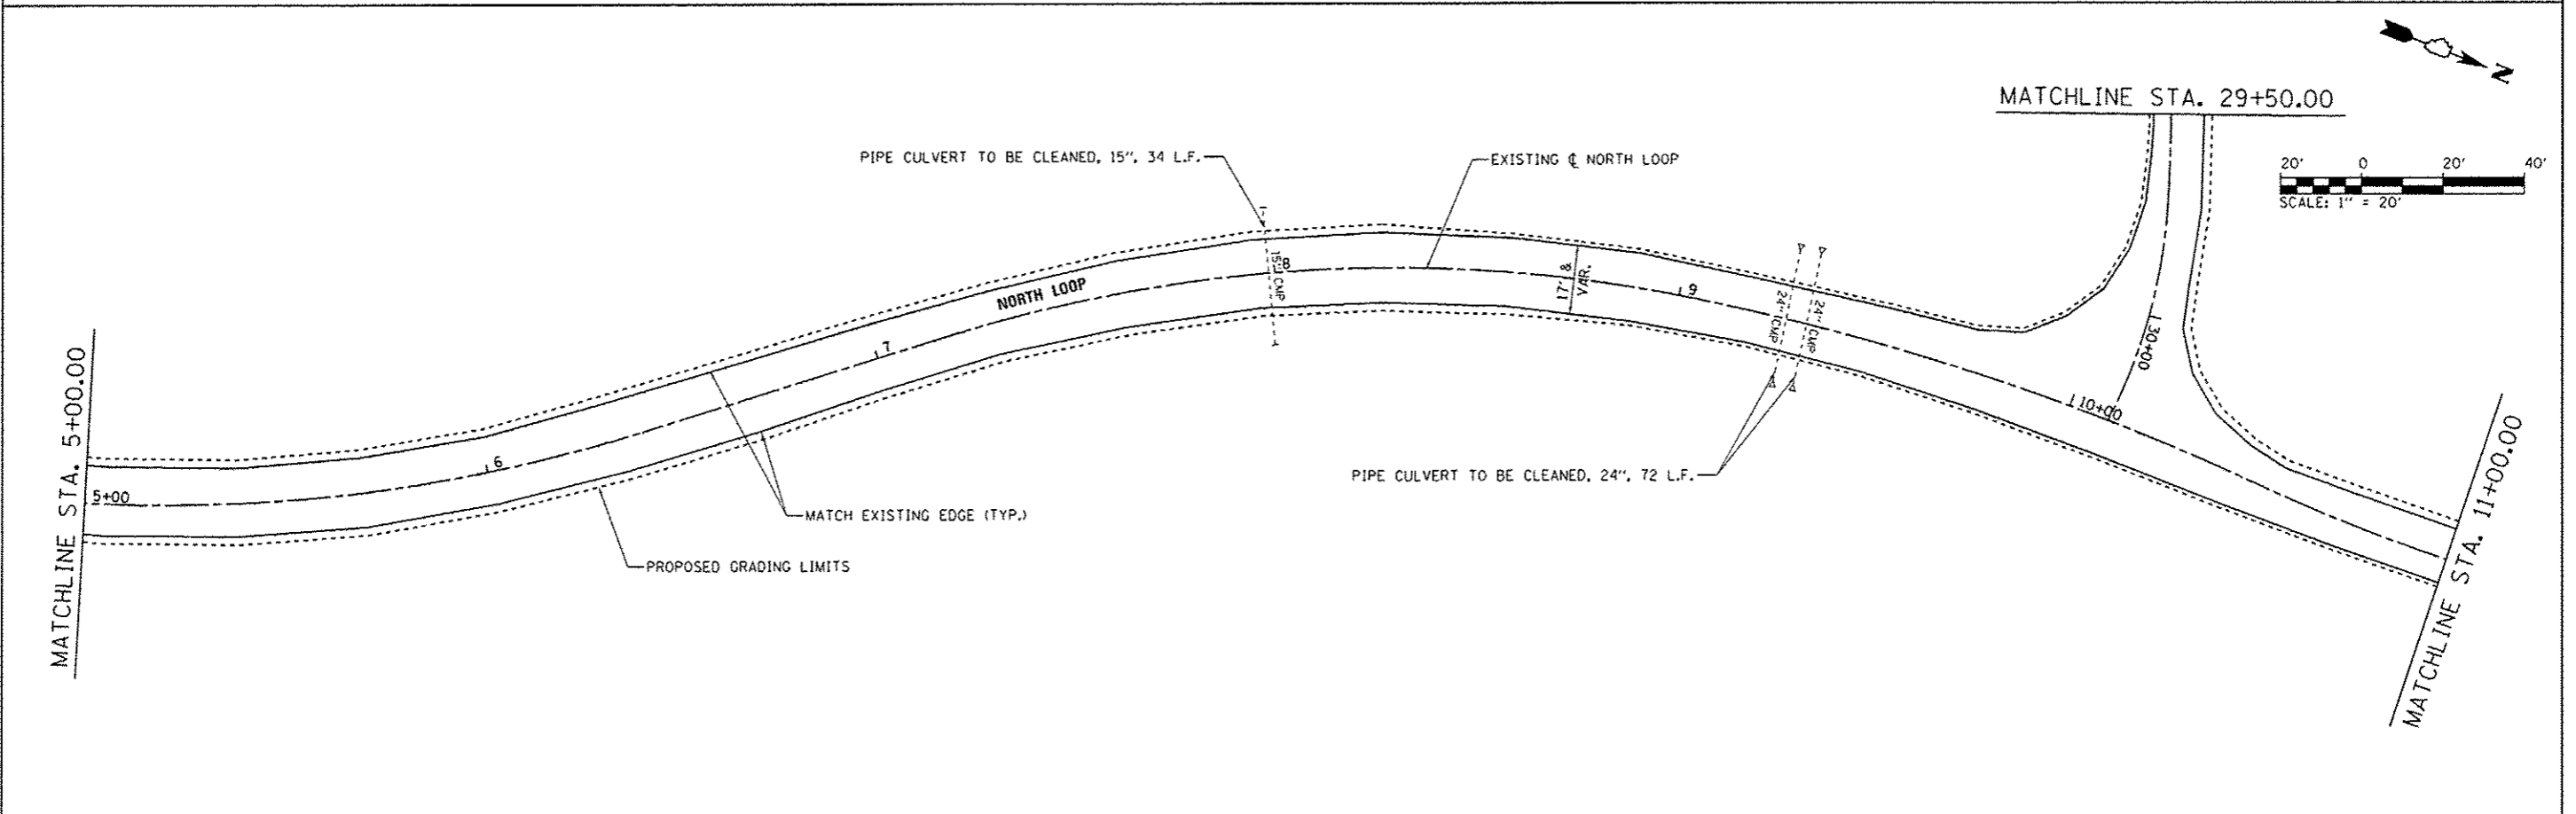 N
MATCHLINE STA. 29+50.00
PIPE CULVERT TO BE CLEANED, 15", 34 L.F.
EXISTING ℄ NORTH LOOP
20' 0 20' 40'
SCALE: 1" = 20'
NORTH LOOP
15" CMP
8
17' &
VAR.
9
24" CMP
24" CMP
30+00
7
10+00
MATCHLINE STA. 5+00.00
6
5+00
PIPE CULVERT TO BE CLEANED, 24", 72 L.F.
MATCH EXISTING EDGE (TYP.)
PROPOSED GRADING LIMITS
MATCHLINE STA. 11+00.00